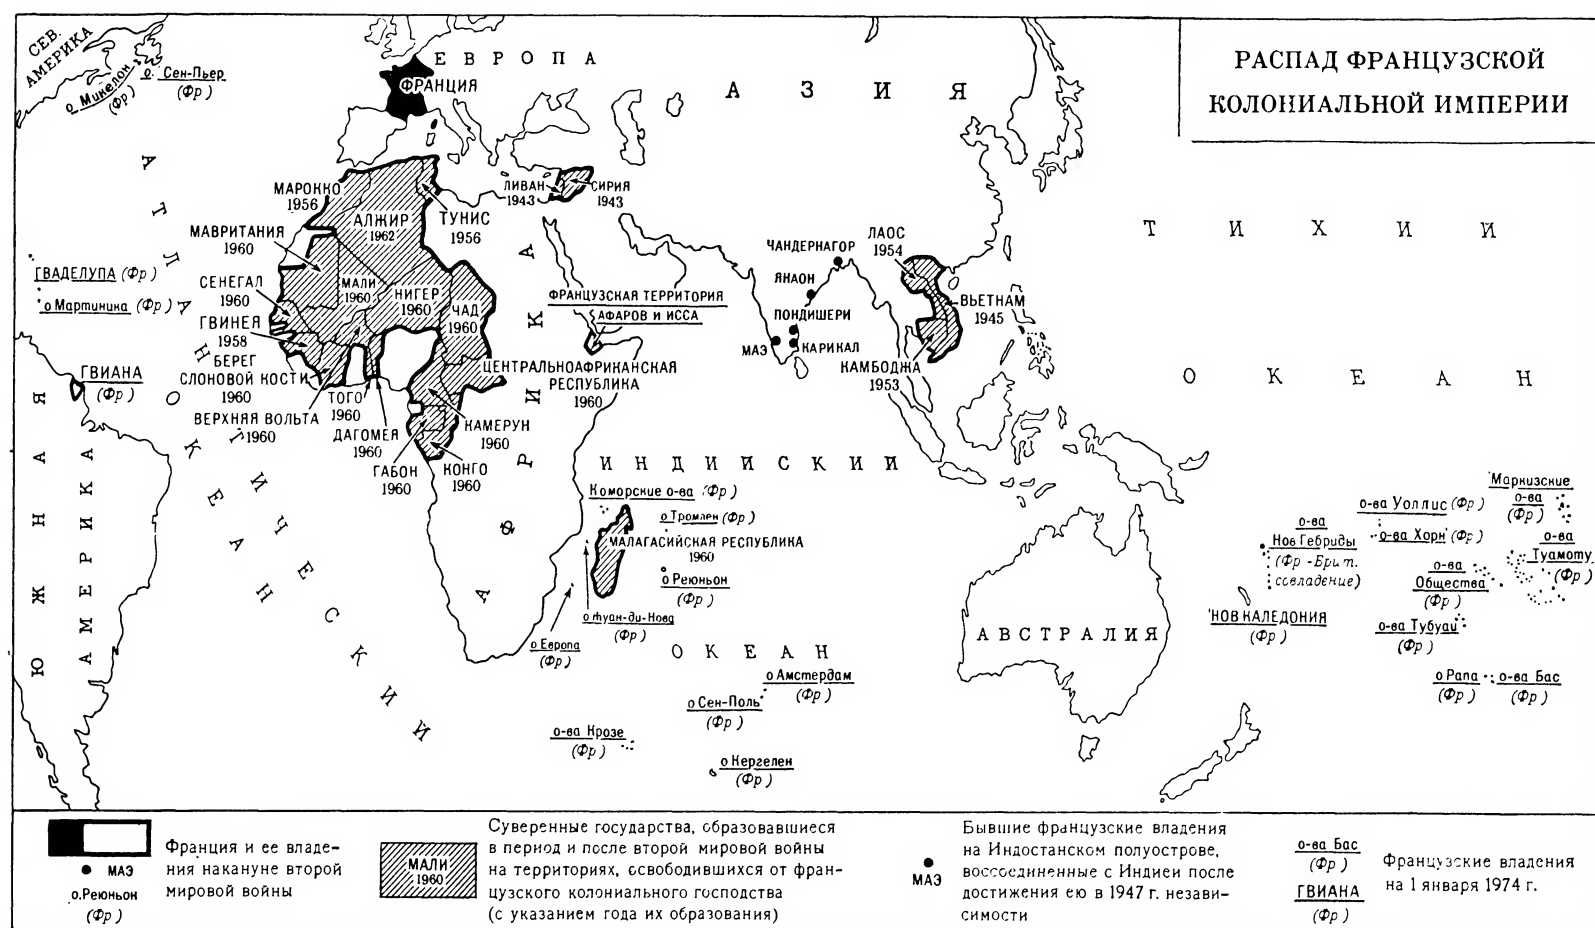 РАСПАД ФРАНЦУЗСКОЙ
КОЛОНИАЛЬНОЙ ИМПЕРИИ
СЕВ.
АМЕРИКА
о. Сен-Пьер
(Фр)
о Микелон
(Фр)
ЕВРОПА
ФРАНЦИЯ
АЗИЯ
АТЛАНТИЧЕСКИЙ
ОКЕАН
МАРОККО
1956
АЛЖИР
1962
ТУНИС
1956
ЛИВАН
1943
СИРИЯ
1943
МАВРИТАНИЯ
1960
СЕНЕГАЛ
1960
ГВИНЕЯ
1958
БЕРЕГ
СЛОНОВОЙ КОСТИ
1960
ВЕРХНЯЯ ВОЛЬТА
1960
МАЛИ
1960
НИГЕР
1960
ЧАД
1960
ТОГО
1960
ДАГОМЕЯ
1960
ГАБОН
1960
КОНГО
1960
КАМЕРУН
1960
ЦЕНТРАЛЬНОАФРИКАНСКАЯ
РЕСПУБЛИКА
1960
ФРАНЦУЗСКАЯ ТЕРРИТОРИЯ
АФАРОВ И ИССА
АФРИКА
ГВАДЕЛУПА (Фр)
о Мартиника (Фр)
ГВИАНА
(Фр)
ЮЖНАЯ
АМЕРИКА
ЧАНДЕРНАГОР
ЯНАОН
ПОНДИШЕРИ
МАЭ
КАРИКАЛ
ЛАОС
1954
ВЬЕТНАМ
1945
КАМБОДЖА
1953
ТИХИЙ
ОКЕАН
ИНДИЙСКИЙ
ОКЕАН
Коморские о-ва (Фр)
о Тромлен (Фр)
МАЛАГАСИЙСКАЯ РЕСПУБЛИКА
1960
о Реюньон
(Фр)
о Жуан-ди-Нова
(Фр)
о Европа
(Фр)
о Амстердам
(Фр)
о Сен-Поль
(Фр)
о-ва Крозе
(Фр)
о Кергелен
(Фр)
АВСТРАЛИЯ
Маркизские
о-ва
(Фр)
о-ва Уоллис (Фр)
о-ва Хорн (Фр)
о-ва
Нов Гебриды
(Фр-Брит.
совладение)
о-ва
Туамоту
(Фр)
о-ва
Общества
(Фр)
НОВ КАЛЕДОНИЯ
(Фр)
о-ва Тубуаи
(Фр)
о Рапа
(Фр)
о-ва Бас
(Фр)
МАЭ
о.Реюньон
(Фр)
Франция и ее владе-
ния накануне второй
мировой войны
МАЛИ
1960
Суверенные государства, образовавшиеся
в период и после второй мировой войны
на территориях, освободившихся от фран-
цузского колониального господства
(с указанием года их образования)
МАЭ
Бывшие французские владения
на Индостанском полуострове,
воссоединенные с Индией после
достижения ею в 1947 г. незави-
симости
о-ва Бас
(Фр)
ГВИАНА
(Фр)
Французские владения
на 1 января 1974 г.